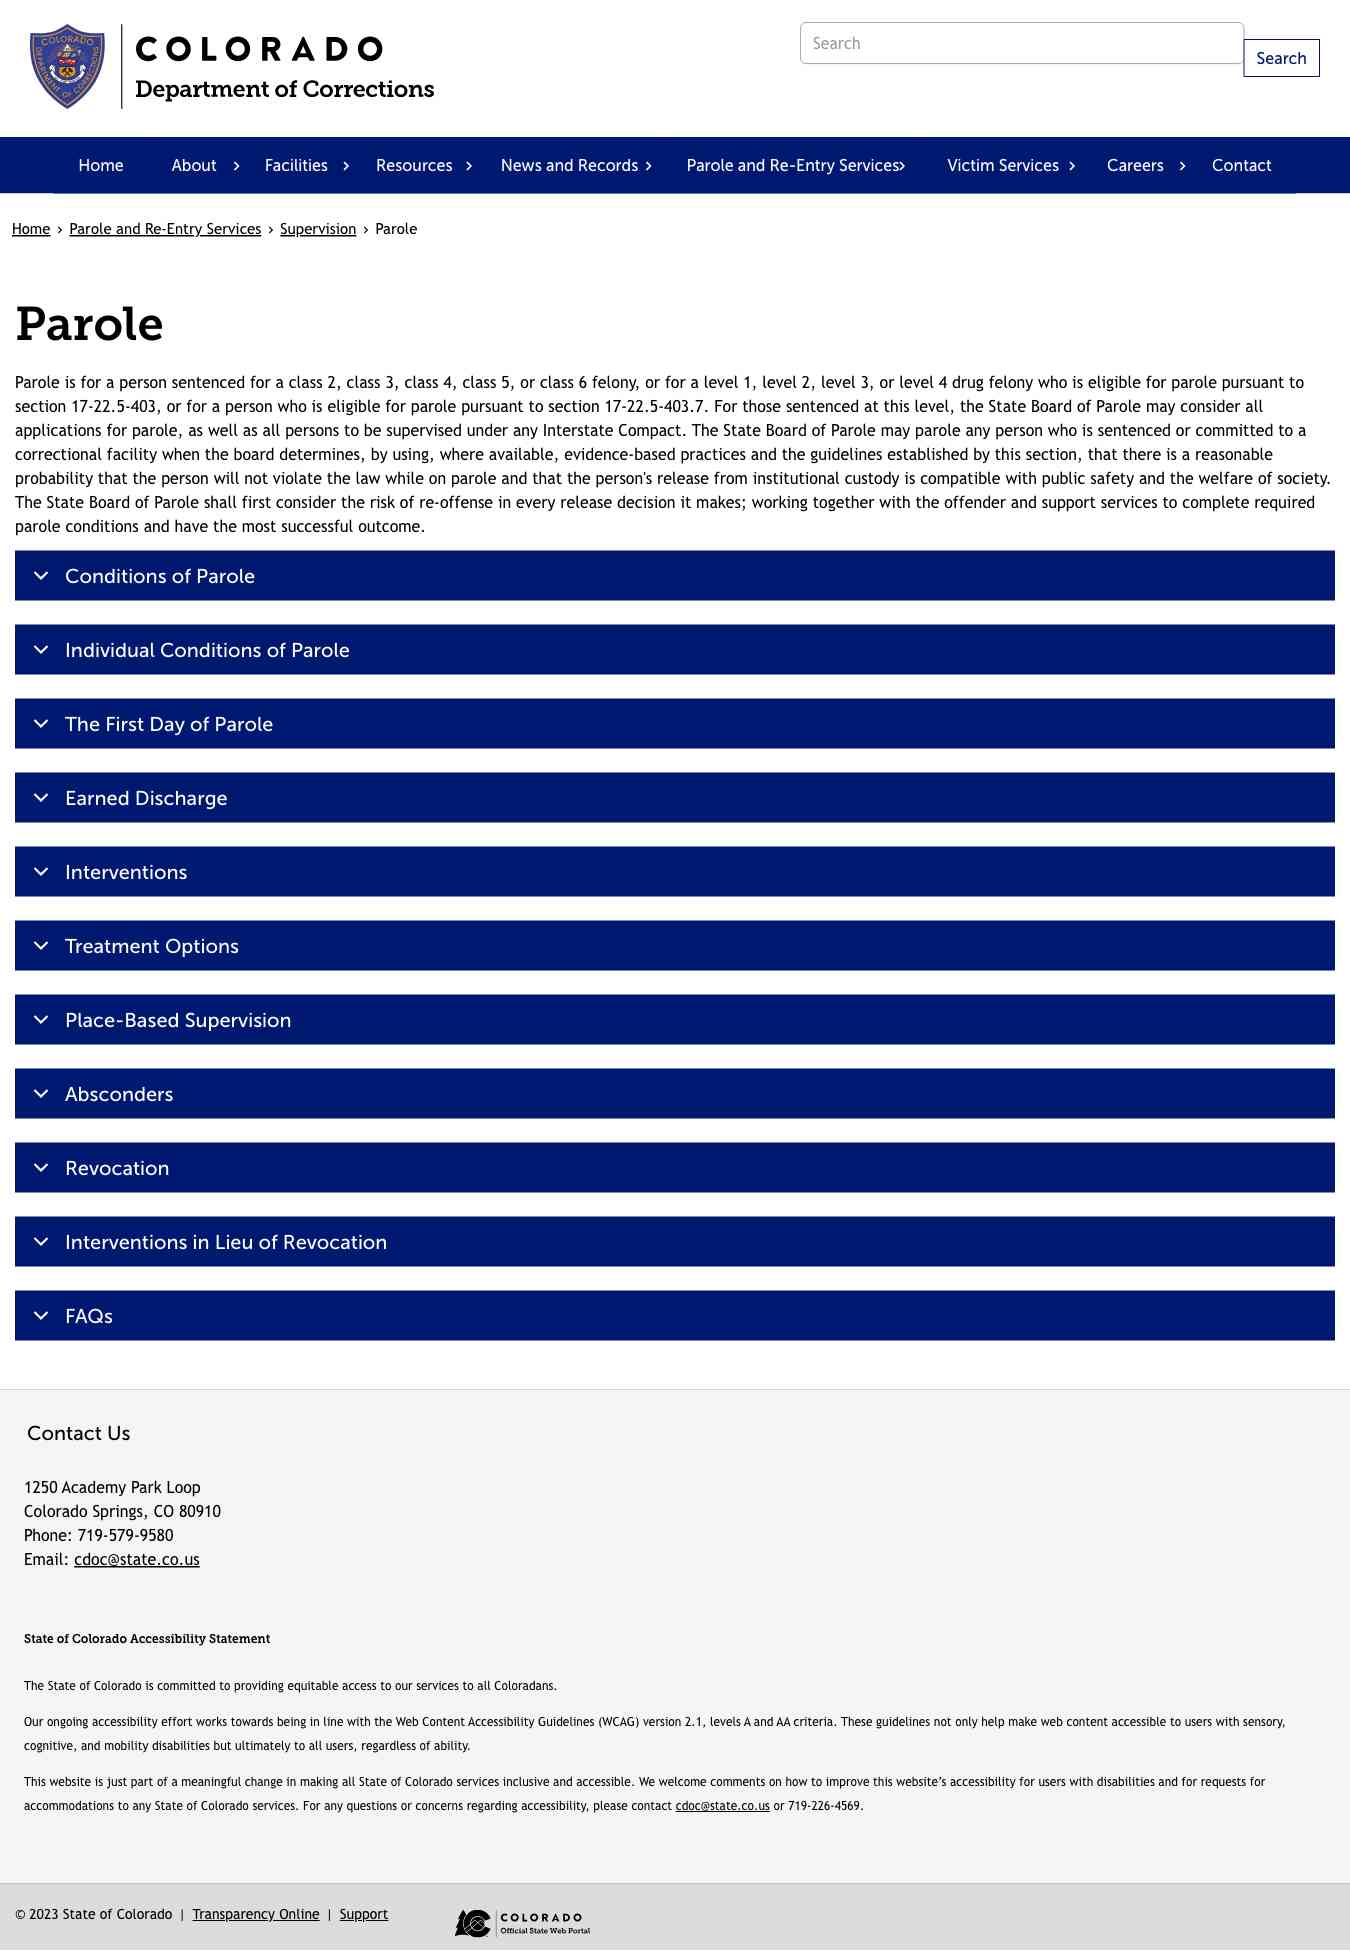 COLORADO
Department of Corrections
Search
Search
Home About Facilities Resources News and Records Parole and Re-Entry Services Victim Services Careers Contact
Home › Parole and Re-Entry Services › Supervision › Parole
Parole
Parole is for a person sentenced for a class 2, class 3, class 4, class 5, or class 6 felony, or for a level 1, level 2, level 3, or level 4 drug felony who is eligible for parole pursuant to
section 17-22.5-403, or for a person who is eligible for parole pursuant to section 17-22.5-403.7. For those sentenced at this level, the State Board of Parole may consider all
applications for parole, as well as all persons to be supervised under any Interstate Compact. The State Board of Parole may parole any person who is sentenced or committed to a
correctional facility when the board determines, by using, where available, evidence-based practices and the guidelines established by this section, that there is a reasonable
probability that the person will not violate the law while on parole and that the person's release from institutional custody is compatible with public safety and the welfare of society.
The State Board of Parole shall first consider the risk of re-offense in every release decision it makes; working together with the offender and support services to complete required
parole conditions and have the most successful outcome.
Conditions of Parole
Individual Conditions of Parole
The First Day of Parole
Earned Discharge
Interventions
Treatment Options
Place-Based Supervision
Absconders
Revocation
Interventions in Lieu of Revocation
FAQs
Contact Us
1250 Academy Park Loop
Colorado Springs, CO 80910
Phone: 719-579-9580
Email: cdoc@state.co.us
State of Colorado Accessibility Statement
The State of Colorado is committed to providing equitable access to our services to all Coloradans.
Our ongoing accessibility effort works towards being in line with the Web Content Accessibility Guidelines (WCAG) version 2.1, levels A and AA criteria. These guidelines not only help make web content accessible to users with sensory,
cognitive, and mobility disabilities but ultimately to all users, regardless of ability.
This website is just part of a meaningful change in making all State of Colorado services inclusive and accessible. We welcome comments on how to improve this website’s accessibility for users with disabilities and for requests for
accommodations to any State of Colorado services. For any questions or concerns regarding accessibility, please contact cdoc@state.co.us or 719-226-4569.
© 2023 State of Colorado | Transparency Online | Support
COLORADO
Official State Web Portal